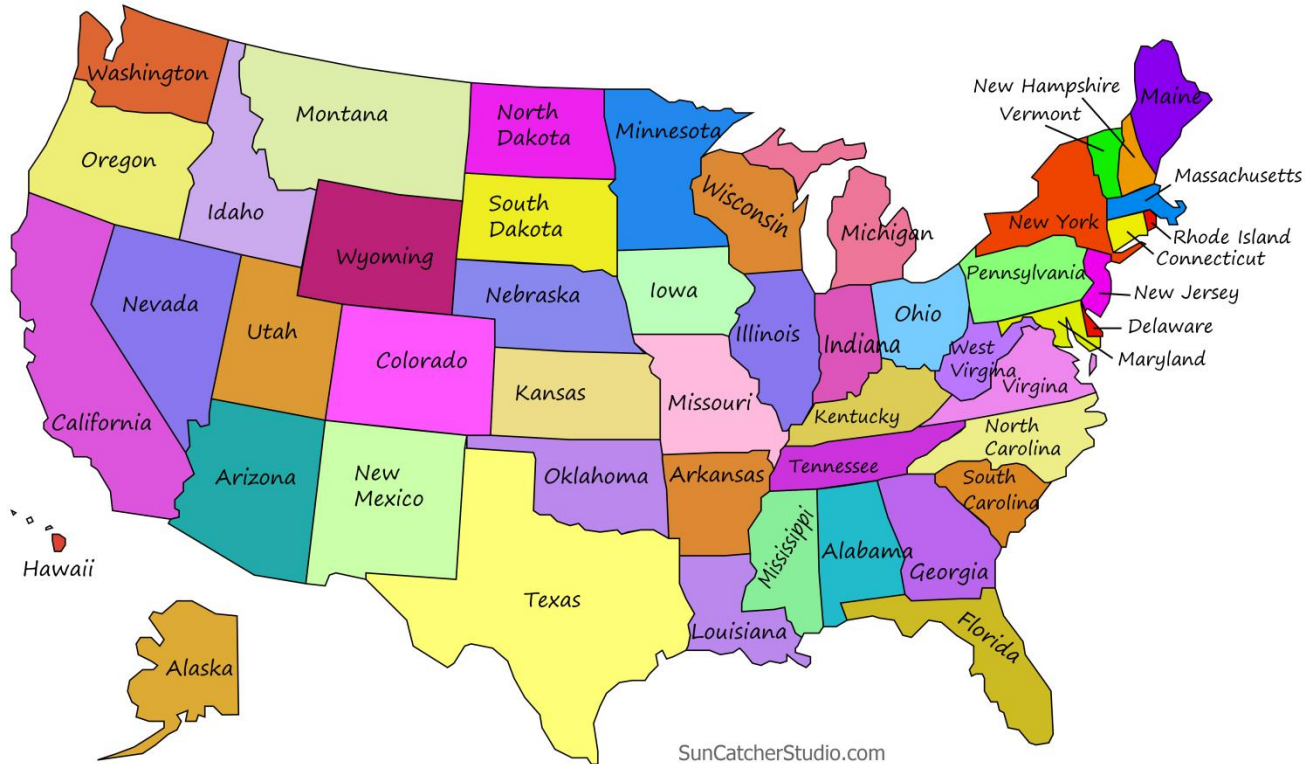 Washington
Montana
North
Dakota
Minnesota
New Hampshire
Vermont
Maine
Oregon
Idaho
South
Dakota
Wisconsin
Michigan
Massachusetts
New York
Rhode Island
Connecticut
Wyoming
Nebraska
Iowa
Pennsylvania
New Jersey
Nevada
Utah
Colorado
Illinois
Indiana
Ohio
Delaware
West
Virgina
Virgina
Maryland
California
Kansas
Missouri
Kentucky
North
Carolina
Arizona
New
Mexico
Oklahoma
Arkansas
Tennessee
South
Carolina
Hawaii
Mississippi
Alabama
Georgia
Texas
Louisiana
Florida
Alaska
SunCatcherStudio.com